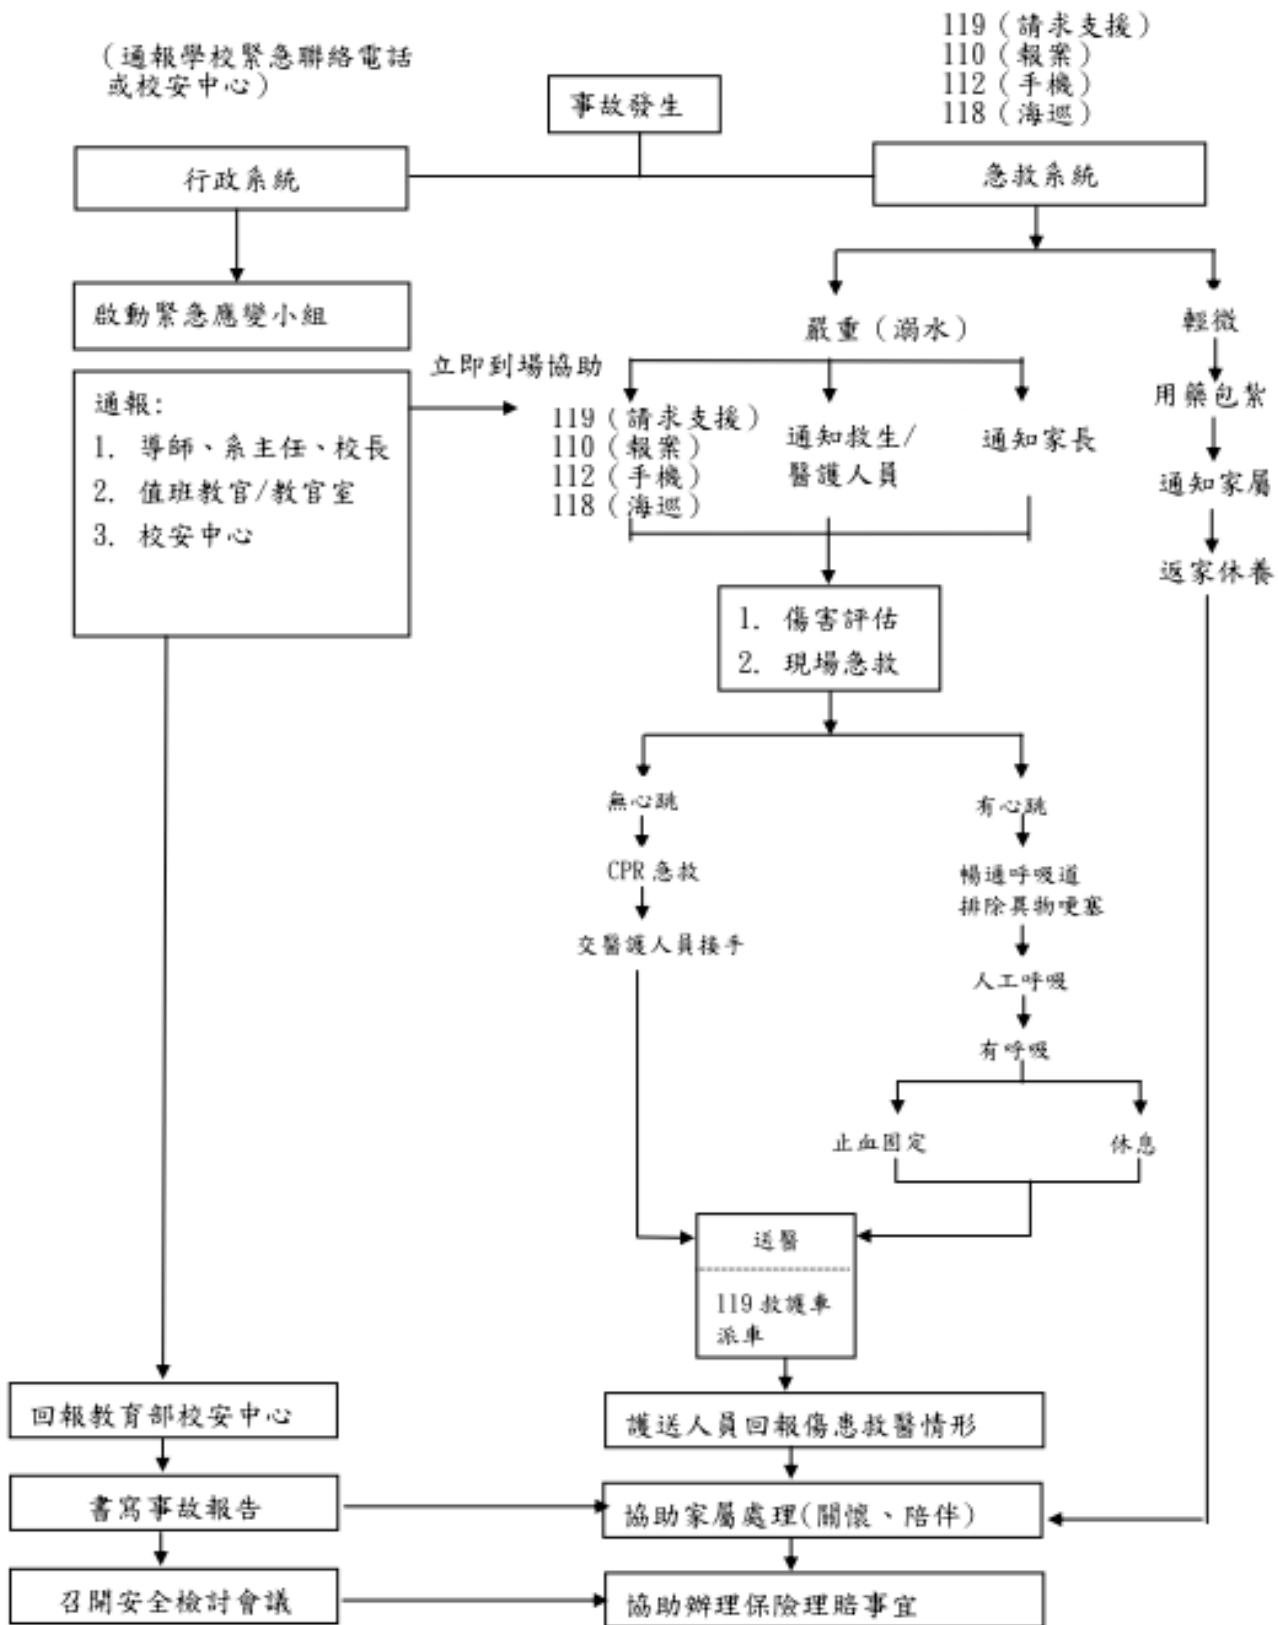 (通報學校緊急聯絡電話
或校安中心)
119(請求支援)
110(報案)
112(手機)
118(海巡)
事故發生
行政系統
急救系統
啟動緊急應變小組
通報:
1. 導師、系主任、校長
2. 值班教官/教官室
3. 校安中心
立即到場協助
嚴重(溺水)
119(請求支援)
110(報案)
112(手機)
118(海巡)
通知救生/
醫護人員
通知家長
輕微
用藥包紮
通知家屬
返家休養
1. 傷害評估
2. 現場急救
無心跳
CPR 急救
交醫護人員接手
有心跳
暢通呼吸道
排除異物哽塞
人工呼吸
有呼吸
止血固定
休息
送醫
119 救護車
派車
回報教育部校安中心
書寫事故報告
召開安全檢討會議
護送人員回報傷患救醫情形
協助家屬處理(關懷、陪伴)
協助辦理保險理賠事宜